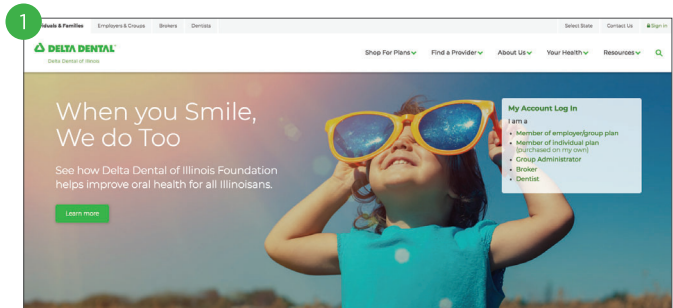 1
iduals & Families Employers & Groups Brokers Dentists Select State Contact Us Sign in
DELTA DENTAL®
Delta Dental of Illinois
Shop For Plans Find a Provider About Us Your Health Resources
When you Smile,
We do Too
See how Delta Dental of Illinois Foundation
helps improve oral health for all Illinoisans.
Learn more
My Account Log In
I am a
• Member of employer/group plan
• Member of individual plan
(purchased on my own)
• Group Administrator
• Broker
• Dentist